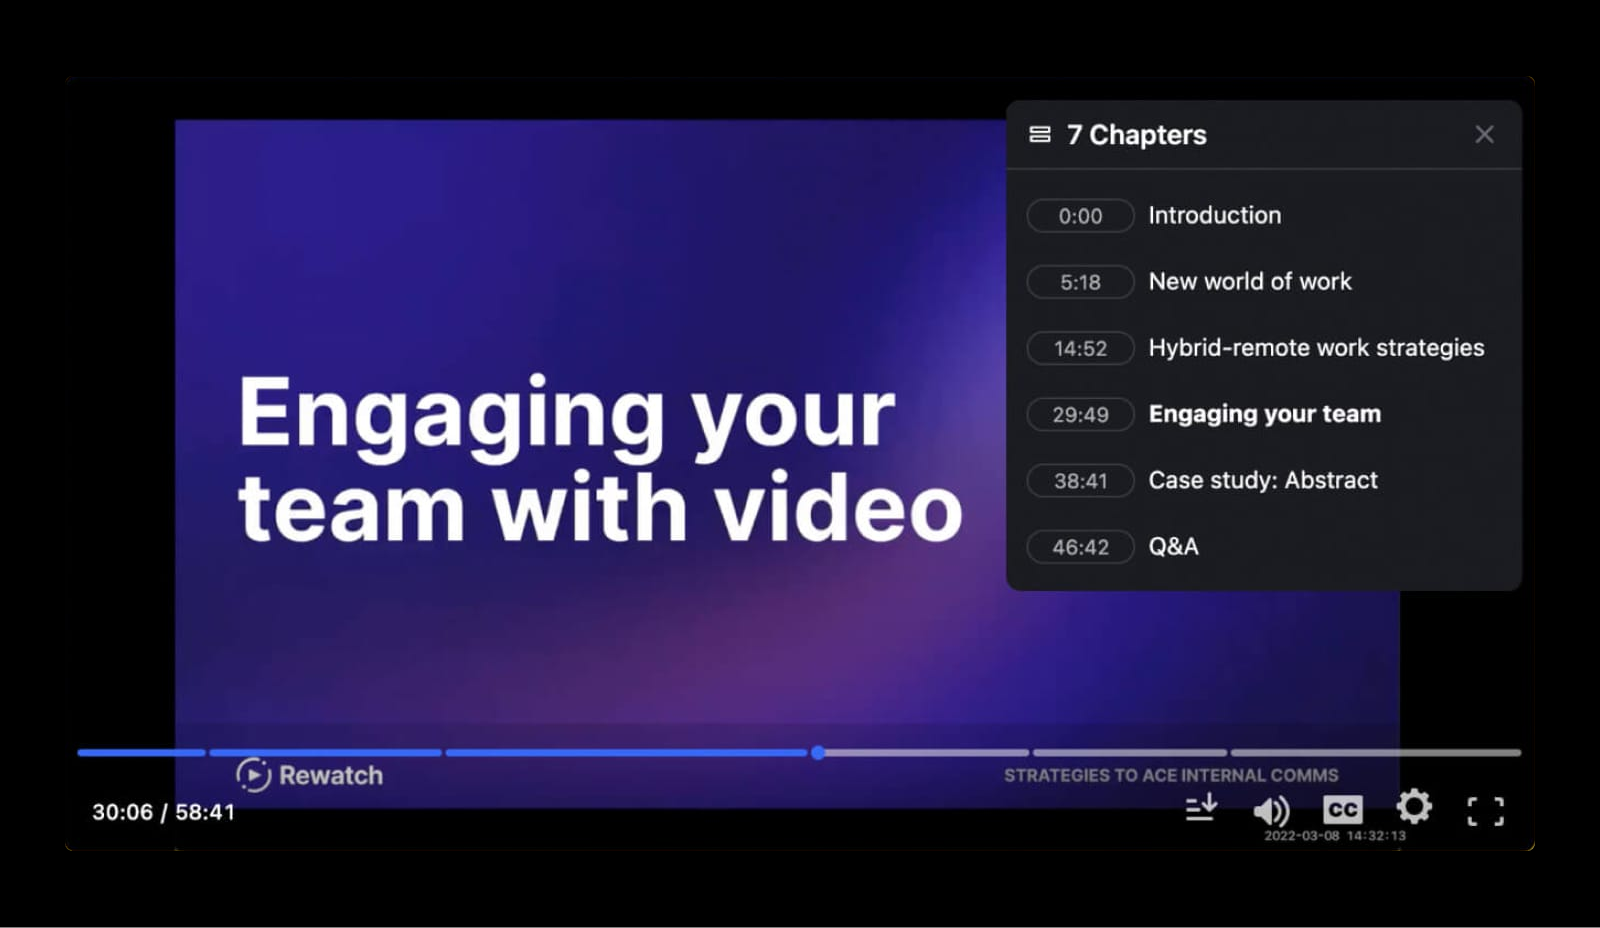 7 Chapters
0:00 Introduction
5:18 New world of work
14:52 Hybrid-remote work strategies
29:49 Engaging your team
38:41 Case study: Abstract
46:42 Q&A
Engaging your
team with video
Rewatch
STRATEGIES TO ACE INTERNAL COMMS
30:06 / 58:41
CC
2022-03-08 14:32:13